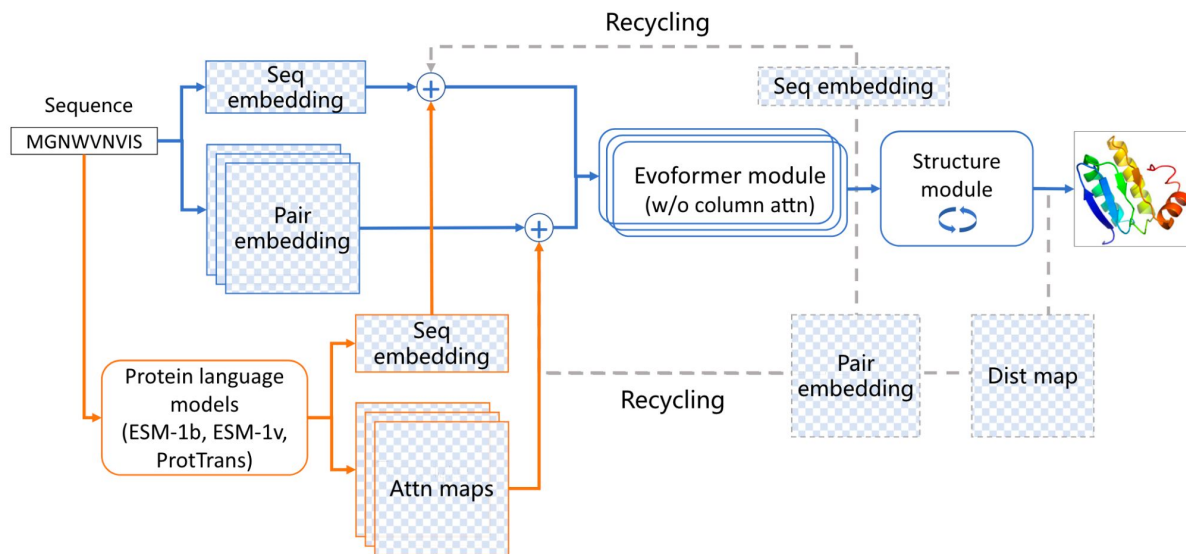 Recycling
Seq
embedding
Seq embedding
Sequence
MGNWVNVIS
Evoformer module
(w/o column attn)
Structure
module
Pair
embedding
Seq
embedding
Protein language
models
(ESM-1b, ESM-1v,
ProtTrans)
Pair
embedding
Dist map
Recycling
Attn maps